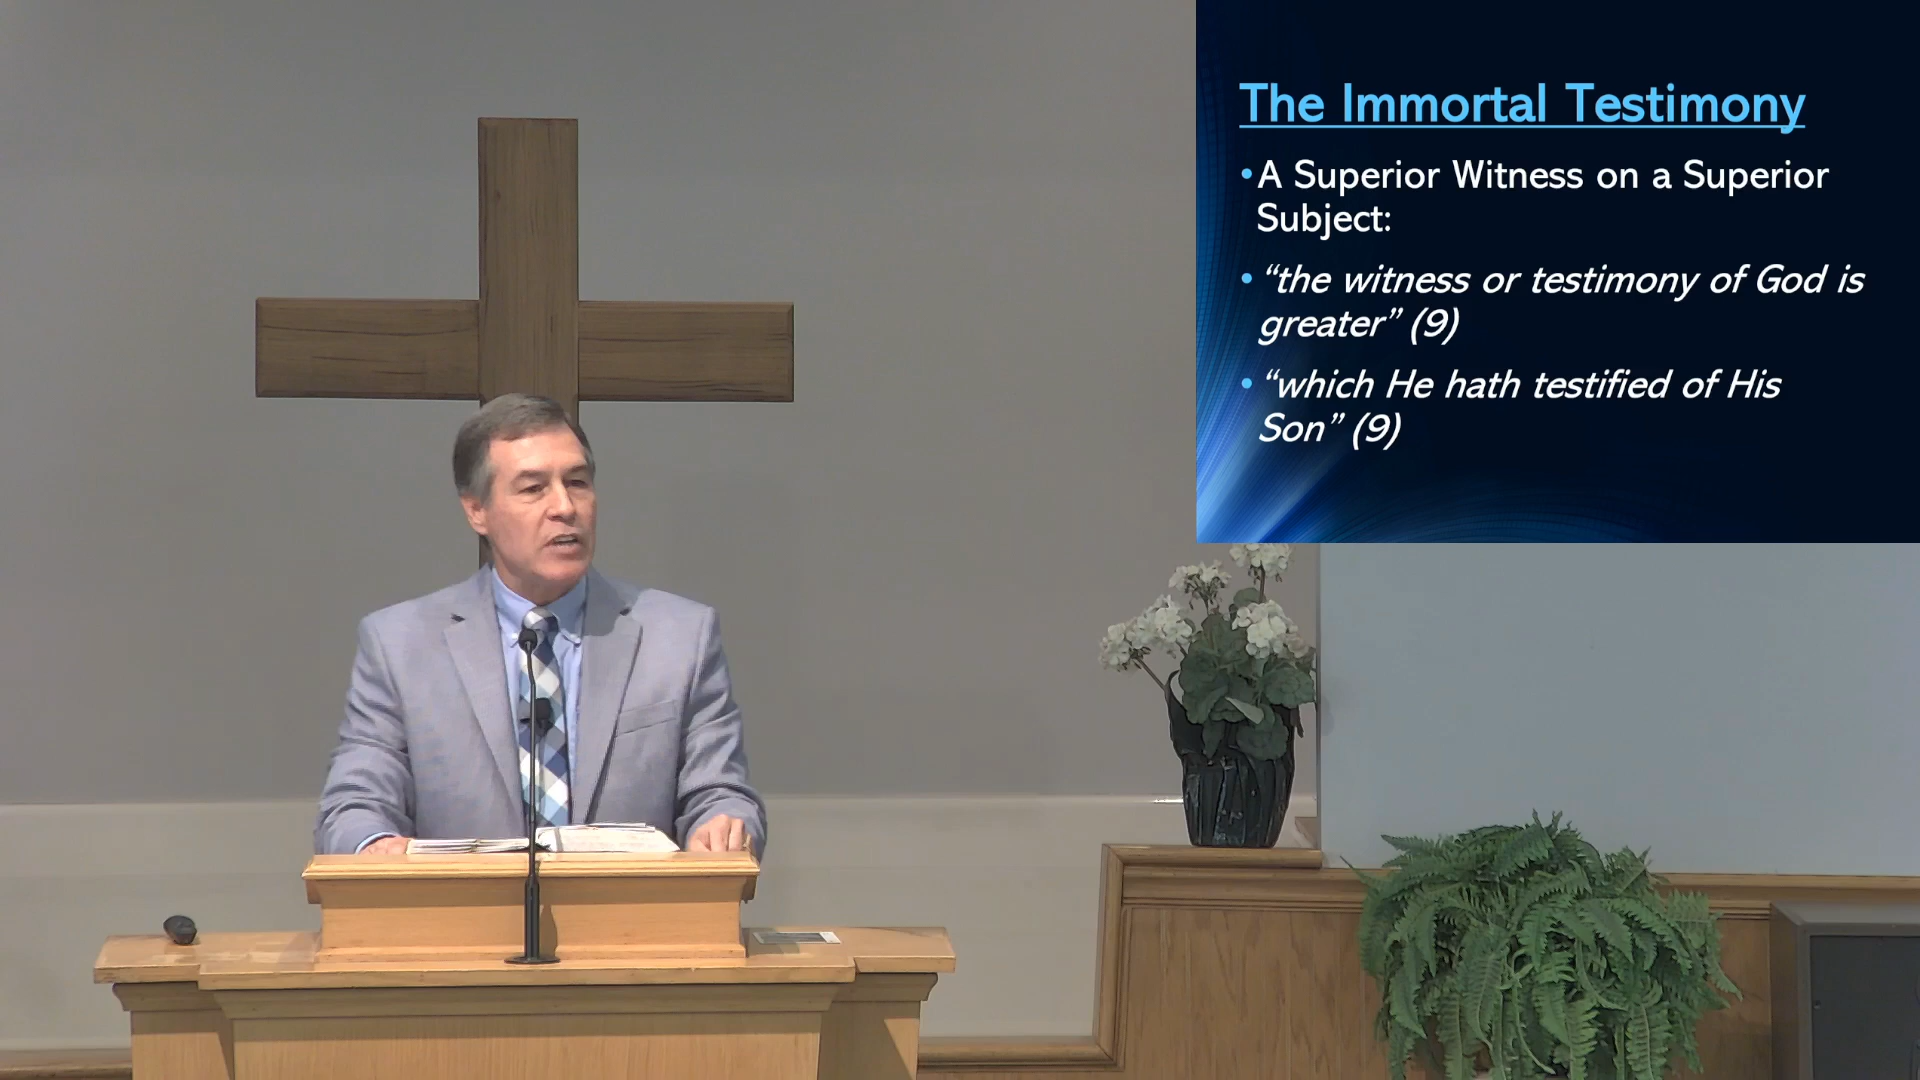 The Immortal Testimony
•A Superior Witness on a Superior
Subject:
• “the witness or testimony of God is
greater” (9)
• “which He hath testified of His
Son” (9)